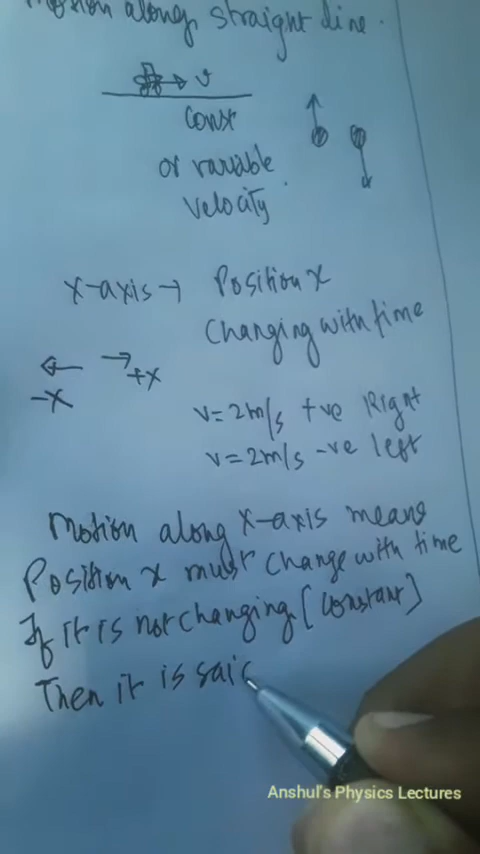 Motion along straight line.
v
Const
or variable
velocity
x-axis → Position x
Changing with time
+x
-x
v=2m/s +ve Right
v=2m/s -ve left
Motion along x-axis means
Position x must change with time
If it is not changing [constant]
Then it is said
Anshul's Physics Lectures